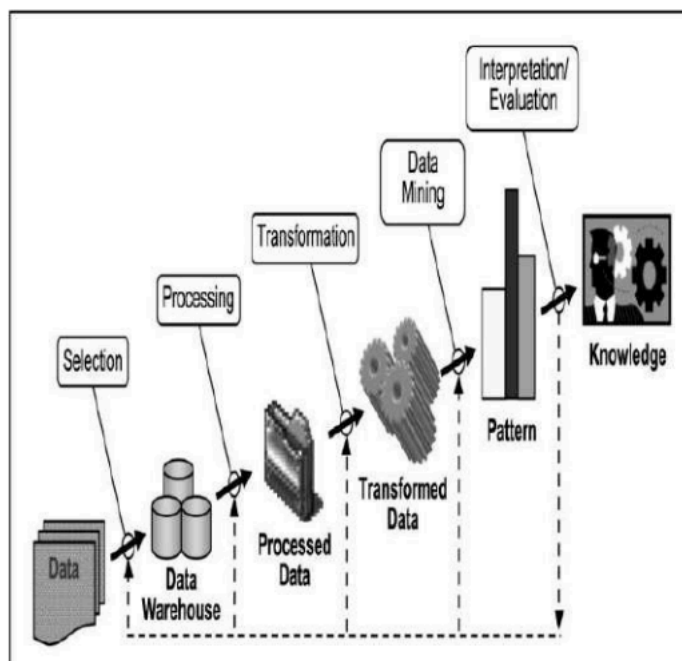 Interpretation/
Evaluation
Data
Mining
Transformation
Processing
Selection
Knowledge
Pattern
Transformed
Data
Processed
Data
Data
Warehouse
Data